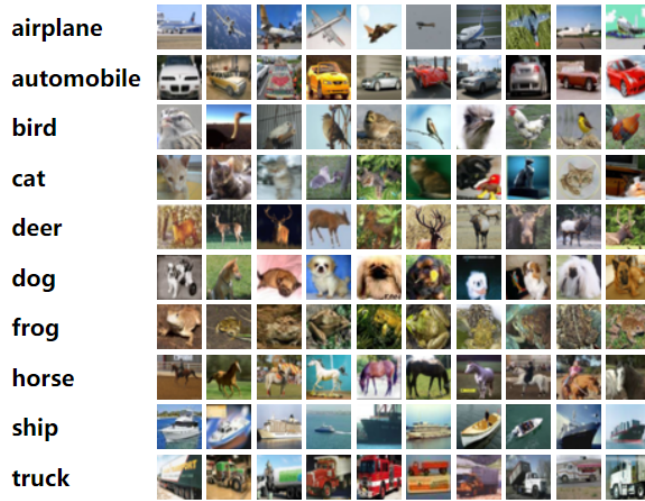 airplane
automobile
bird
cat
deer
dog
frog
horse
ship
truck